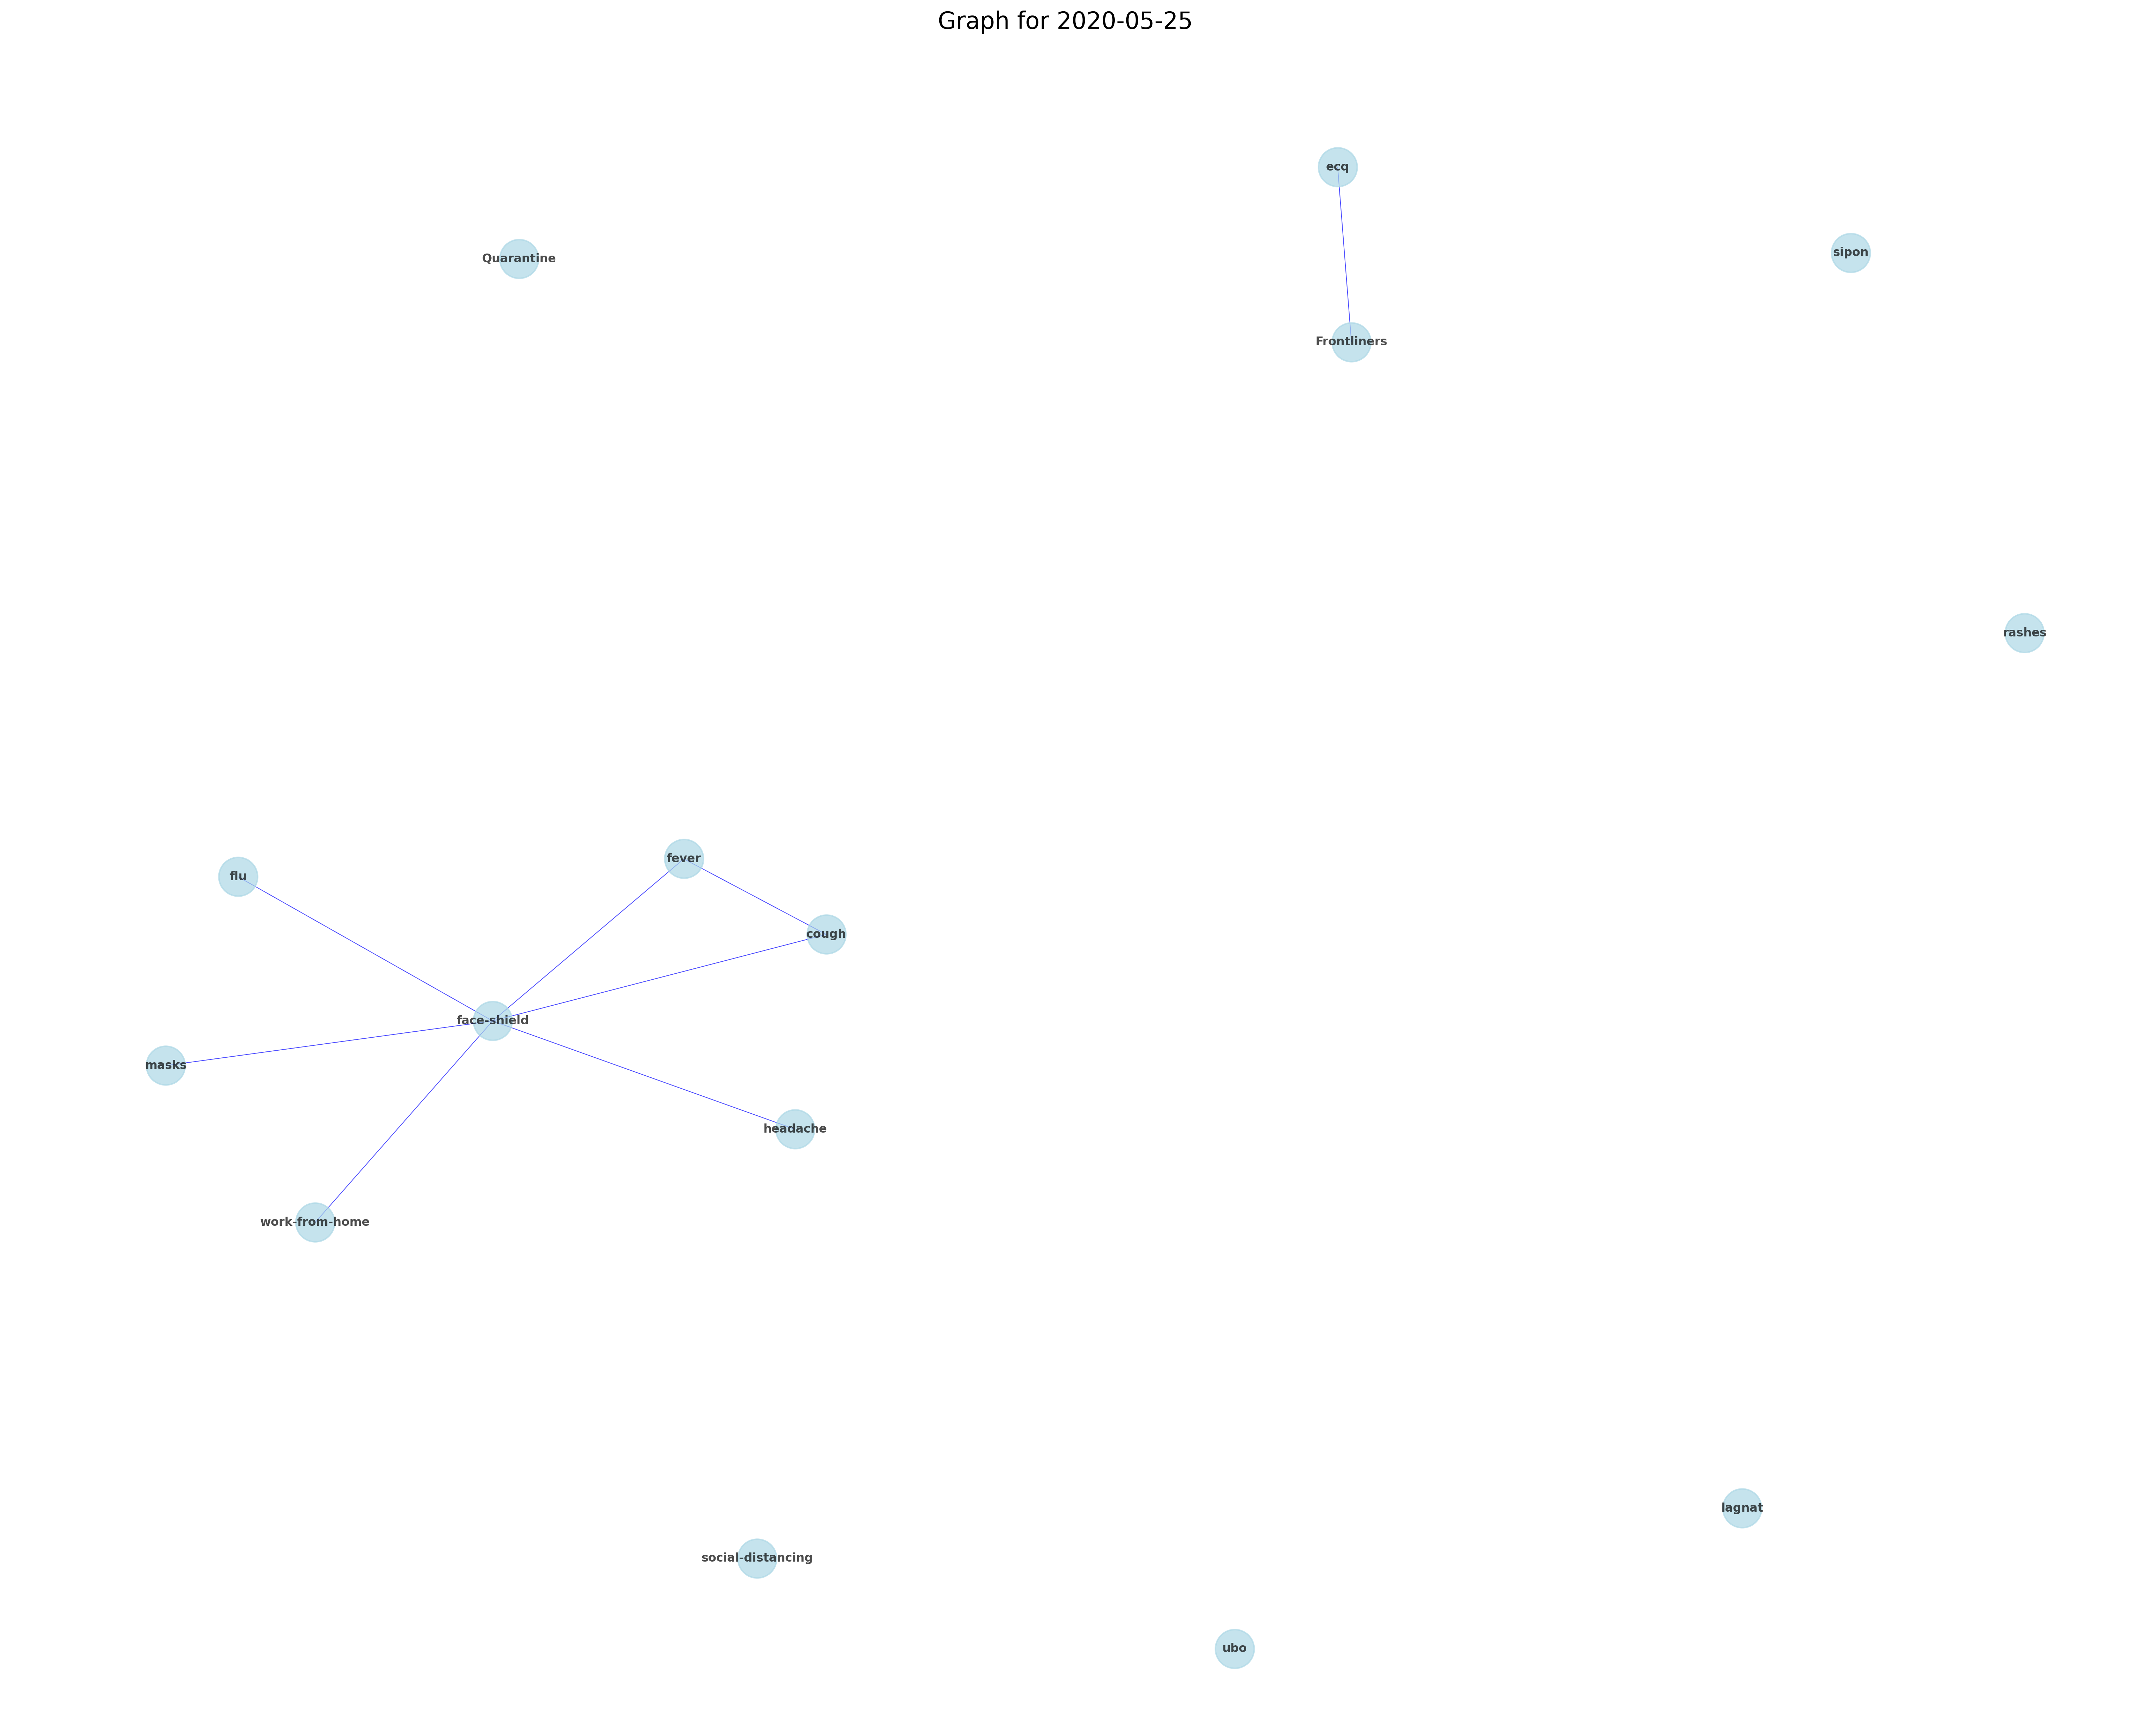 Graph for 2020-05-25
ecq
sipon
Quarantine
Frontliners
rashes
fever
flu
cough
face-shield
masks
headache
work-from-home
lagnat
social-distancing
ubo